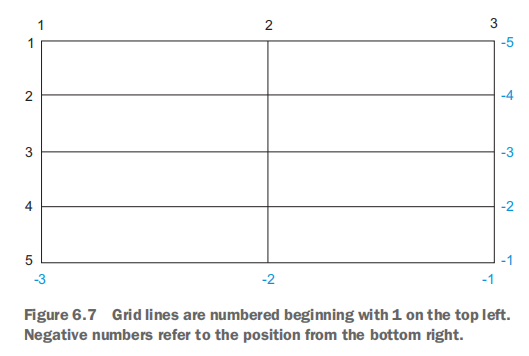 1 2 3
1 -5
2 -4
3 -3
4 -2
5 -1
-3 -2 -1
Figure 6.7 Grid lines are numbered beginning with 1 on the top left.
Negative numbers refer to the position from the bottom right.